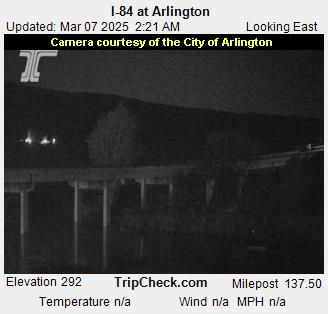 I-84 at Arlington
Updated: Mar 07 2025 2:21 AM Looking East
Camera courtesy of the City of Arlington
Elevation 292 TripCheck.com Milepost 137.50
Temperature n/a Wind n/a MPH n/a